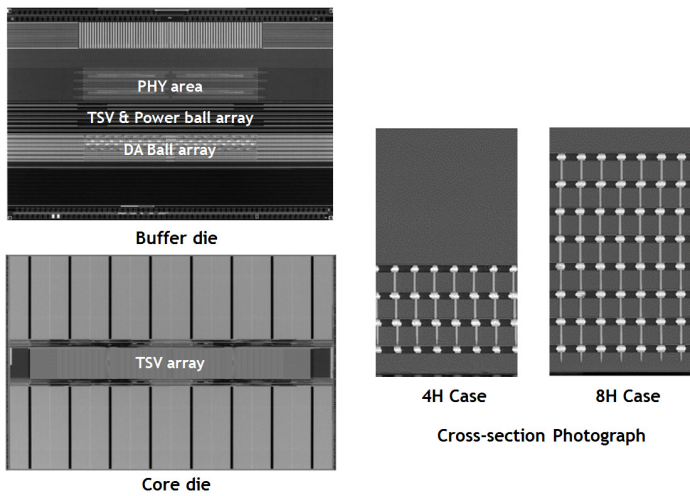 PHY area
TSV & Power ball array
DA Ball array
Buffer die
TSV array
Core die
4H Case
8H Case
Cross-section Photograph